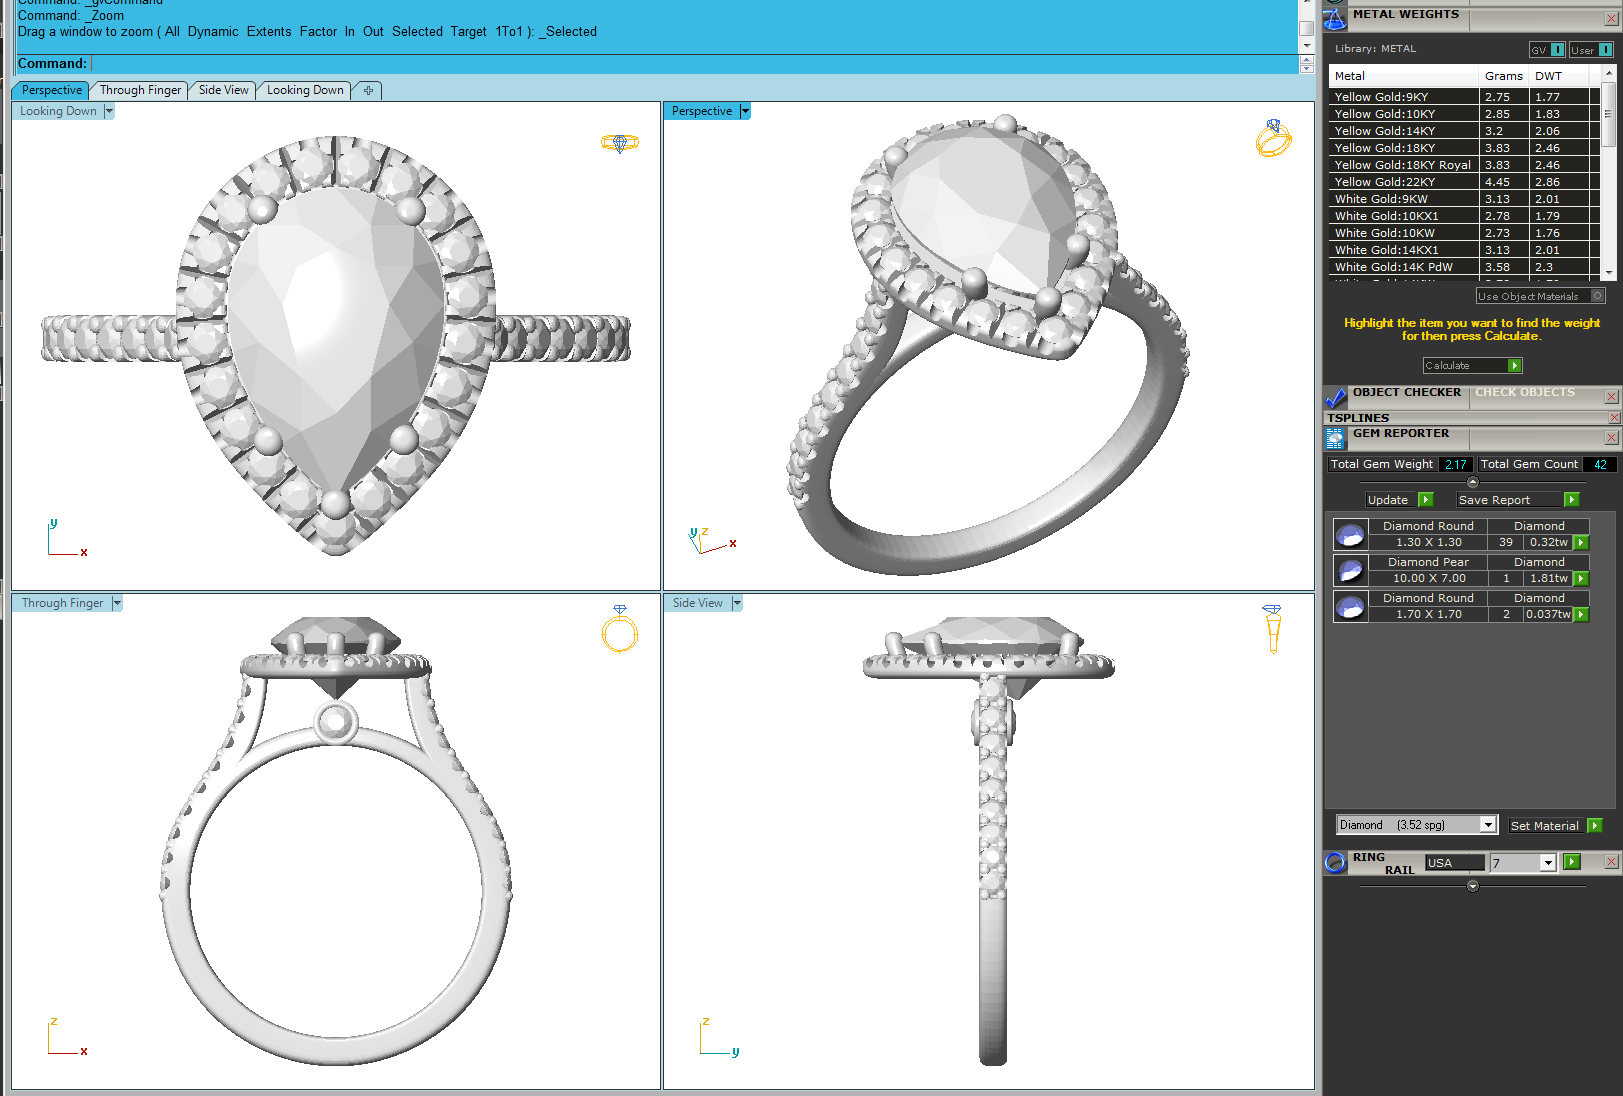 Command: _gvCommand
Command: _Zoom
Drag a window to zoom ( All Dynamic Extents Factor In Out Selected Target 1To1 ): _Selected
Command:
Perspective Through Finger Side View Looking Down
Looking Down
Perspective
y
x
y z x
Through Finger
Side View
z
x
z
y
METAL WEIGHTS
Library: METAL GV I User I
Metal Grams DWT
Yellow Gold:9KY 2.75 1.77
Yellow Gold:10KY 2.85 1.83
Yellow Gold:14KY 3.2 2.06
Yellow Gold:18KY 3.83 2.46
Yellow Gold:18KY Royal 3.83 2.46
Yellow Gold:22KY 4.45 2.86
White Gold:9KW 3.13 2.01
White Gold:10KX1 2.78 1.79
White Gold:10KW 2.73 1.76
White Gold:14KX1 3.13 2.01
White Gold:14K PdW 3.58 2.3
Use Object Materials
Highlight the item you want to find the weight
for then press Calculate.
Calculate
OBJECT CHECKER CHECK OBJECTS
TSPLINES
GEM REPORTER
Total Gem Weight 2.17 Total Gem Count 42
Update Save Report
Diamond Round Diamond
1.30 X 1.30 39 0.32tw
Diamond Pear Diamond
10.00 X 7.00 1 1.81tw
Diamond Round Diamond
1.70 X 1.70 2 0.037tw
Diamond (3.52 spg) Set Material
RING RAIL USA 7